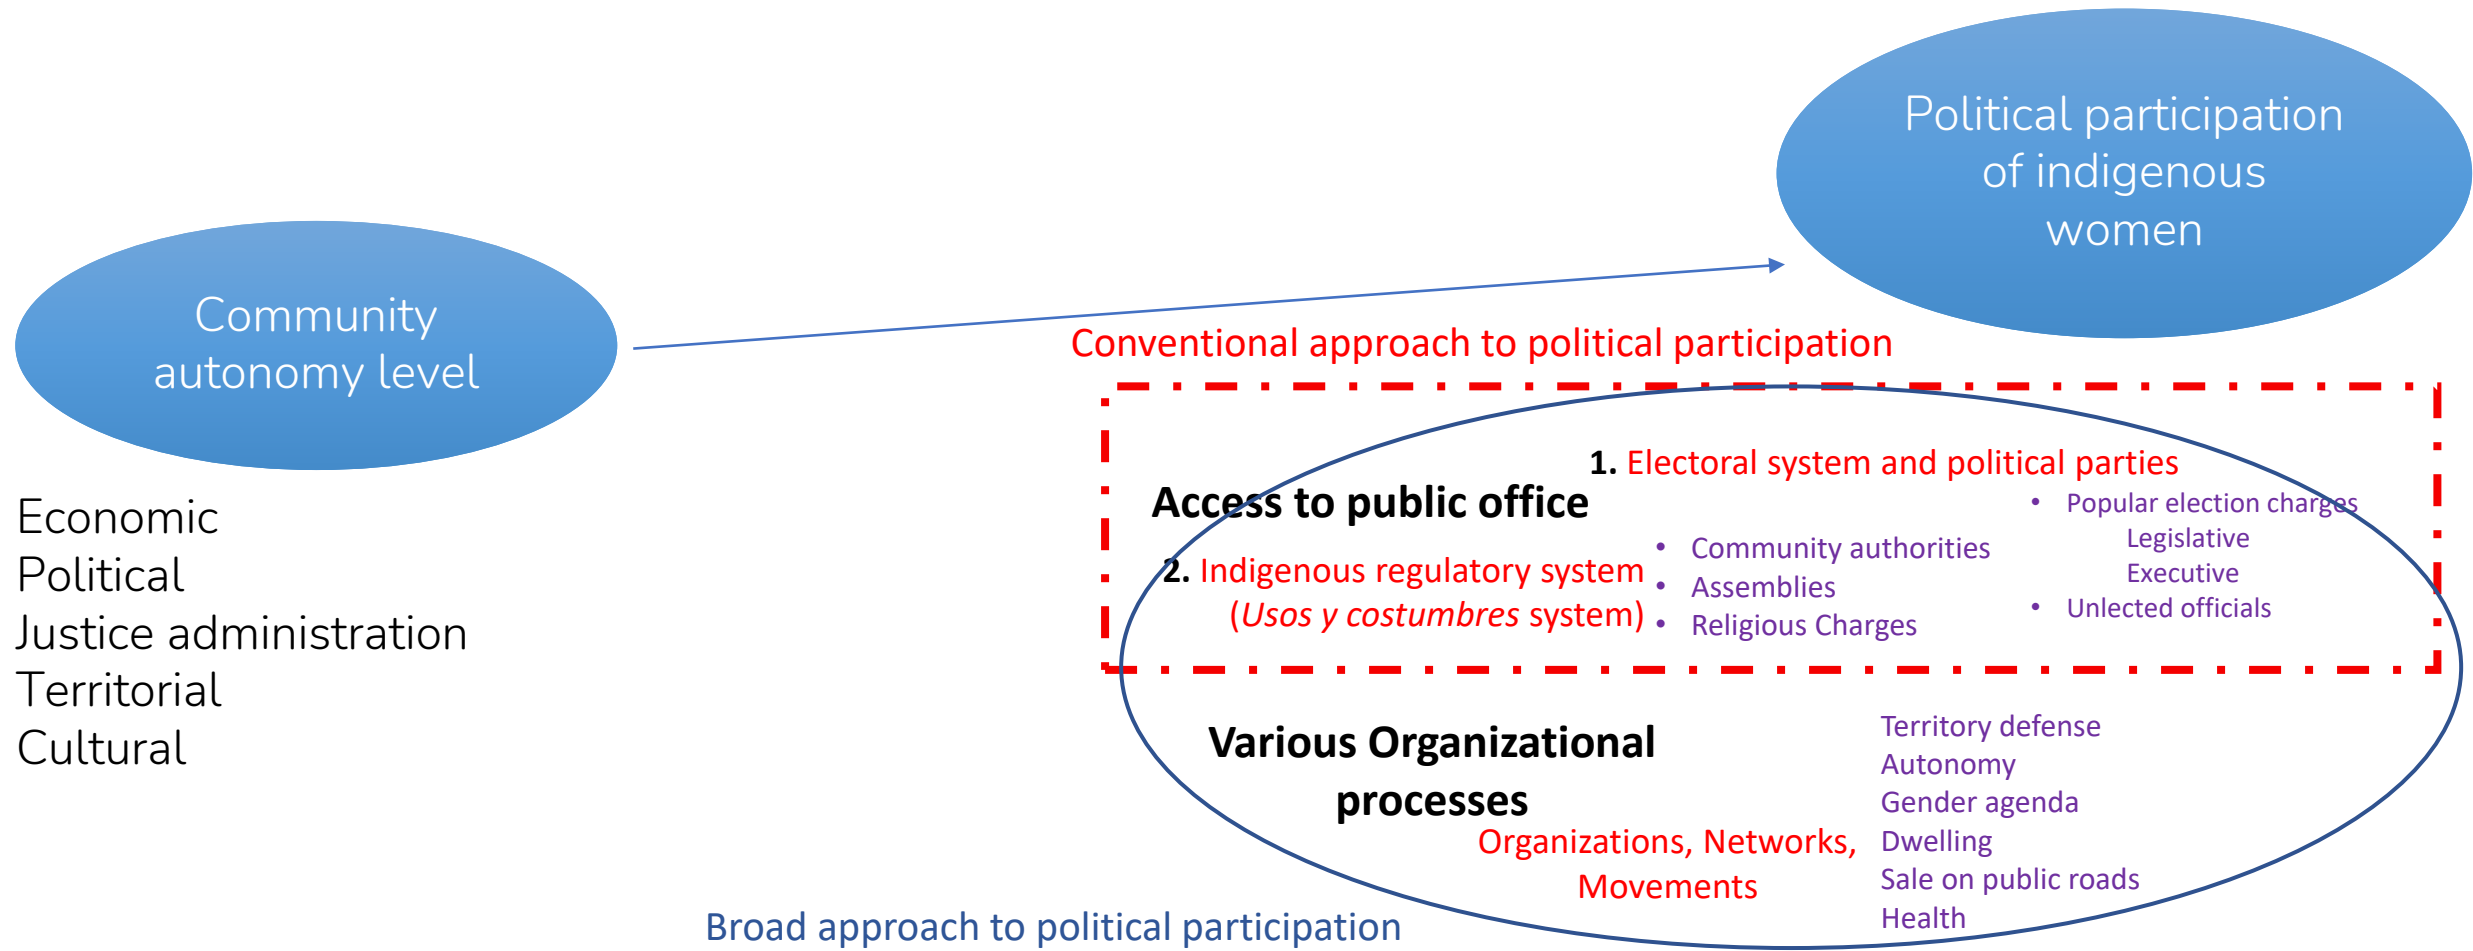 Political participation
of indigenous
women
Community
autonomy level
Economic
Political
Justice administration
Territorial
Cultural
Conventional approach to political participation
Access to public office
1. Electoral system and political parties
• Popular election charges
Legislative
Executive
• Unlected officials
2. Indigenous regulatory system
(Usos y costumbres system)
• Community authorities
• Assemblies
• Religious Charges
Various Organizational
processes
Organizations, Networks,
Movements
Territory defense
Autonomy
Gender agenda
Dwelling
Sale on public roads
Health
Broad approach to political participation